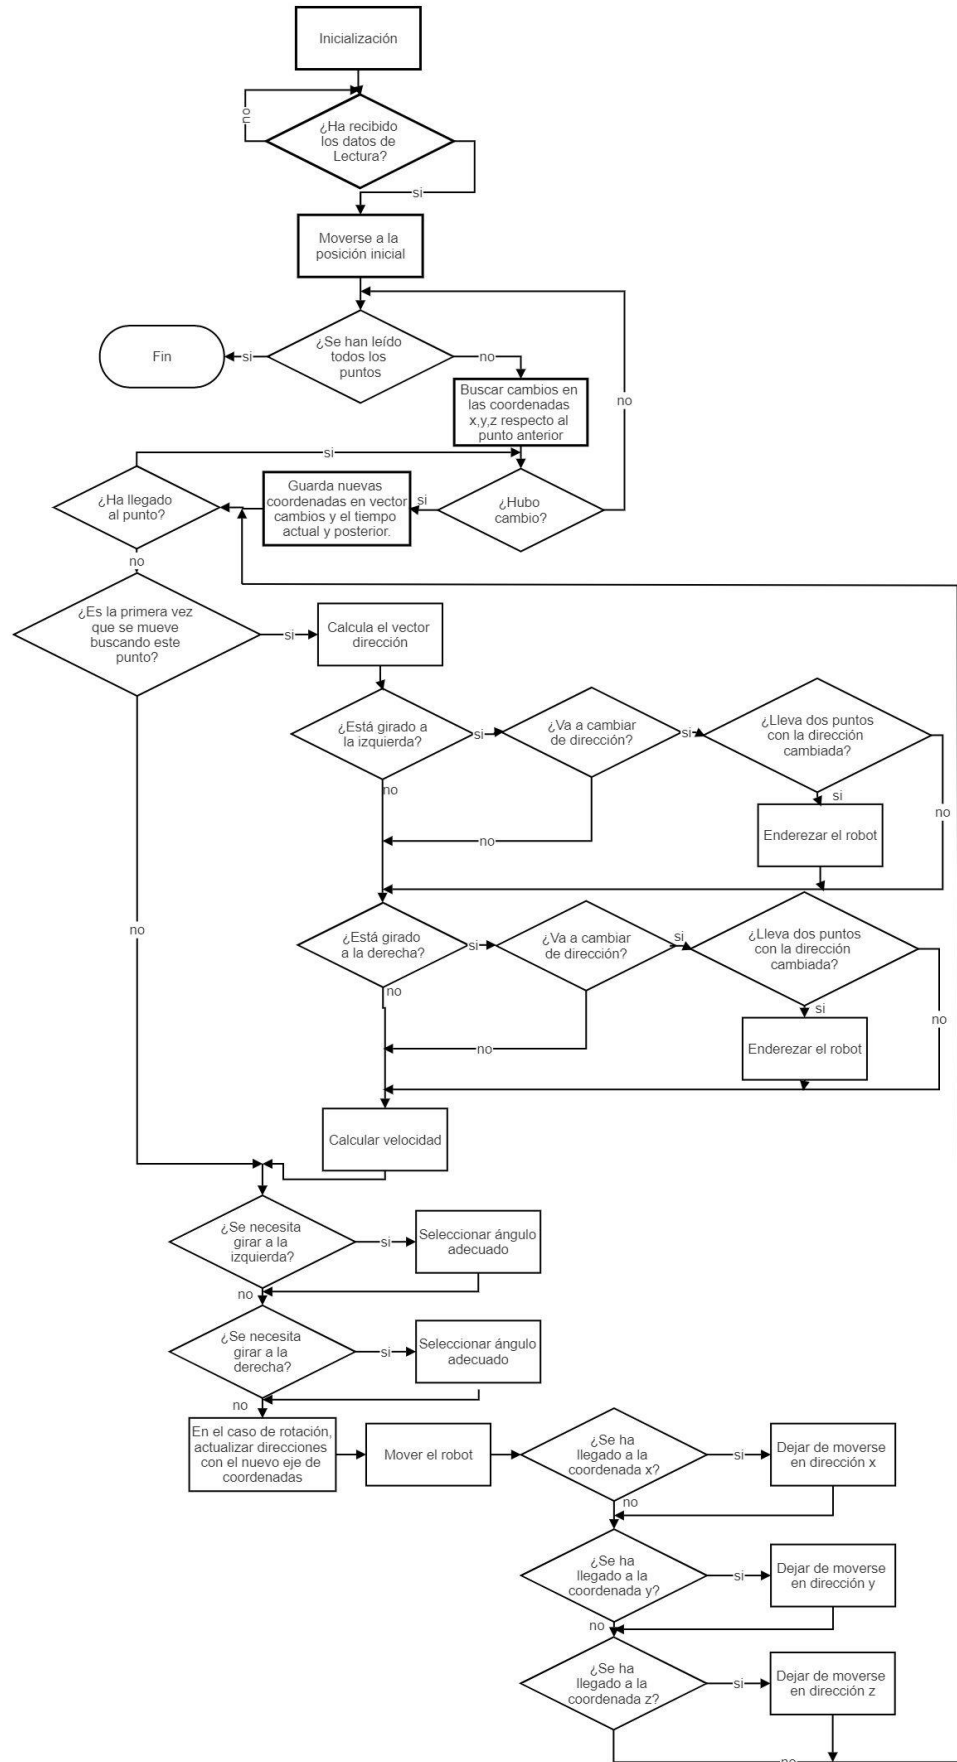 Inicialización
no
¿Ha recibido
los datos de
Lectura?
si
Moverse a la
posición inicial
Fin
si
¿Se han leído
todos los
puntos
no
Buscar cambios en
las coordenadas
x,y,z respecto al
punto anterior
no
si
¿Ha llegado
al punto?
Guarda nuevas
coordenadas en vector
cambios y el tiempo
actual y posterior.
si
¿Hubo
cambio?
no
¿Es la primera vez
que se mueve
buscando este
punto?
si
Calcula el vector
dirección
¿Está girado a
la izquierda?
si
¿Va a cambiar
de dirección?
si
¿Lleva dos puntos
con la dirección
cambiada?
no
si
no
no
Enderezar el robot
no
¿Está girado
a la derecha?
si
¿Va a cambiar
de dirección?
si
¿Lleva dos puntos
con la dirección
cambiada?
no
si
no
no
Enderezar el robot
Calcular velocidad
¿Se necesita
girar a la
izquierda?
si
Seleccionar ángulo
adecuado
no
¿Se necesita
girar a la
derecha?
si
Seleccionar ángulo
adecuado
no
En el caso de rotación,
actualizar direcciones
con el nuevo eje de
coordenadas
Mover el robot
¿Se ha
llegado a la
coordenada x?
si
Dejar de moverse
en dirección x
no
¿Se ha
llegado a la
coordenada y?
si
Dejar de moverse
en dirección y
no
¿Se ha
llegado a la
coordenada z?
si
Dejar de moverse
en dirección z
no